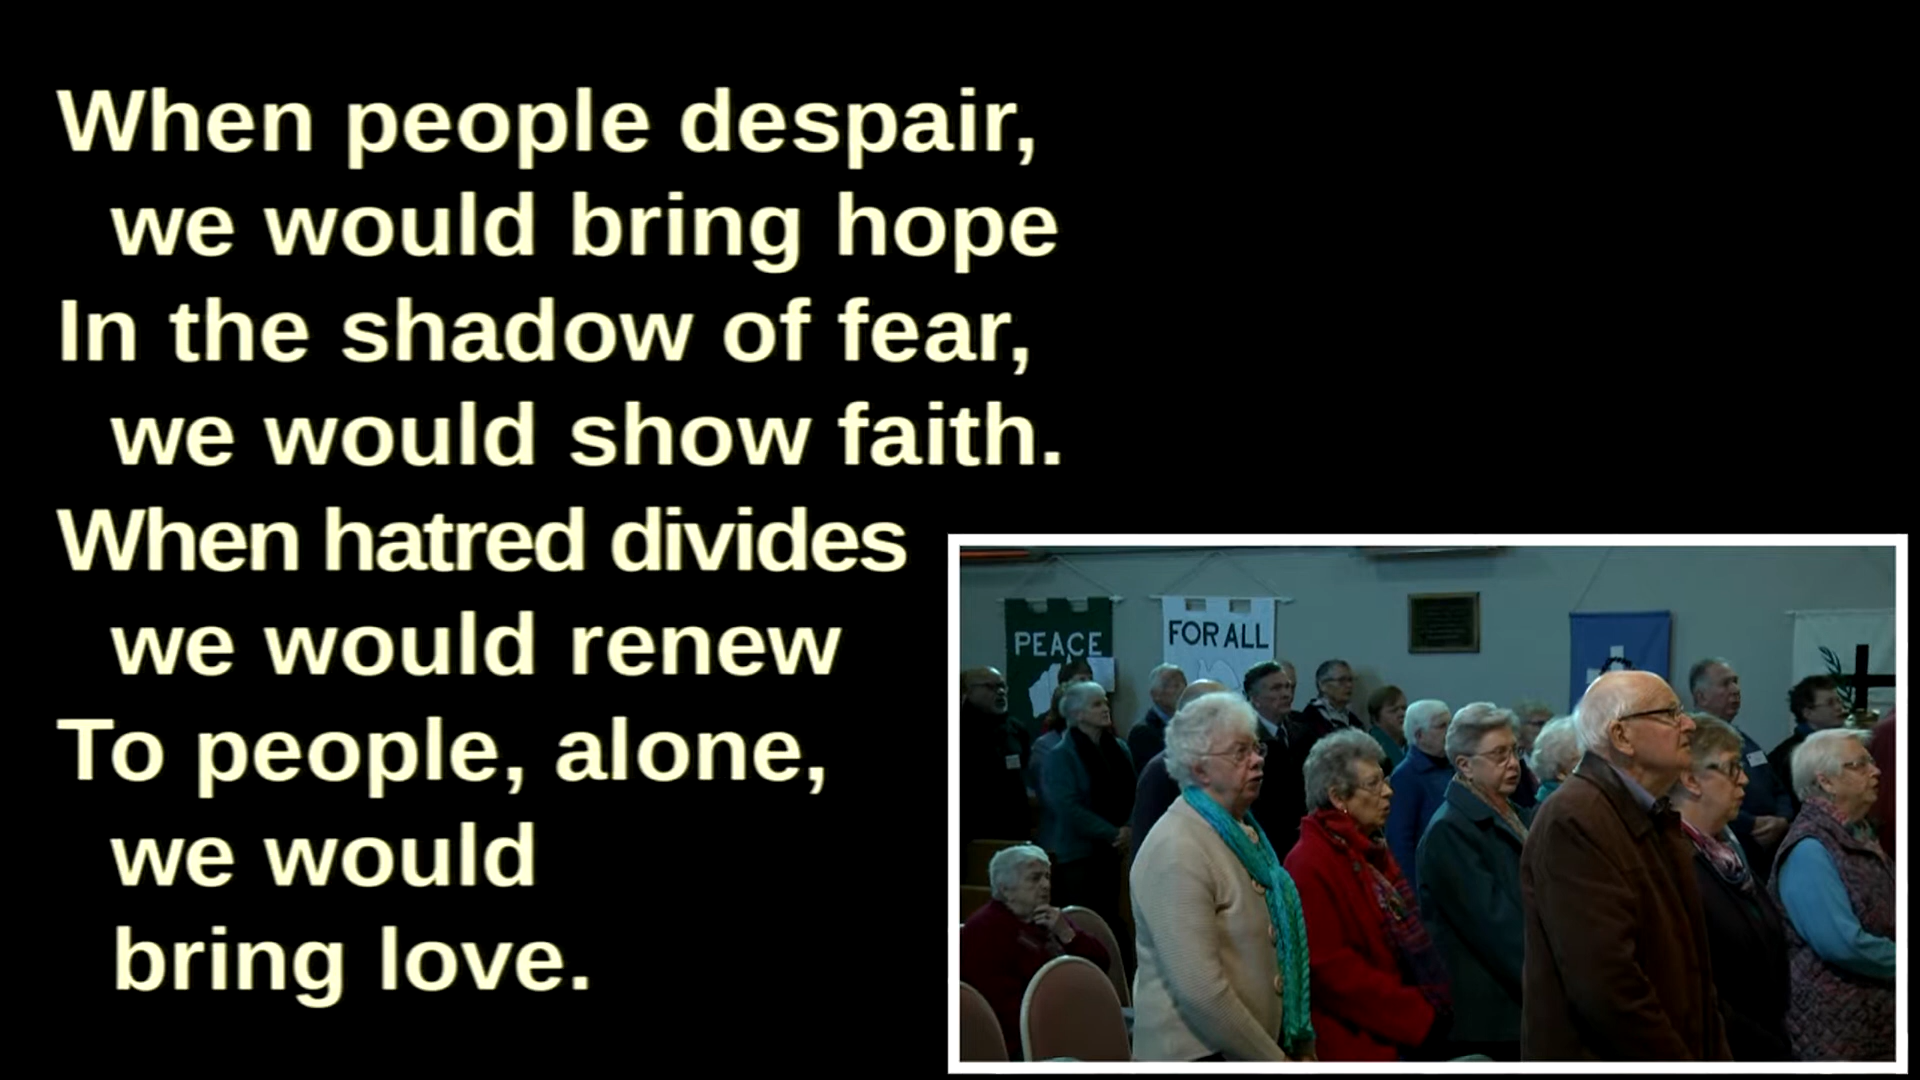 When people despair,
we would bring hope
In the shadow of fear,
we would show faith.
When hatred divides
we would renew
To people, alone,
we would
bring love.
PEACE
FOR ALL